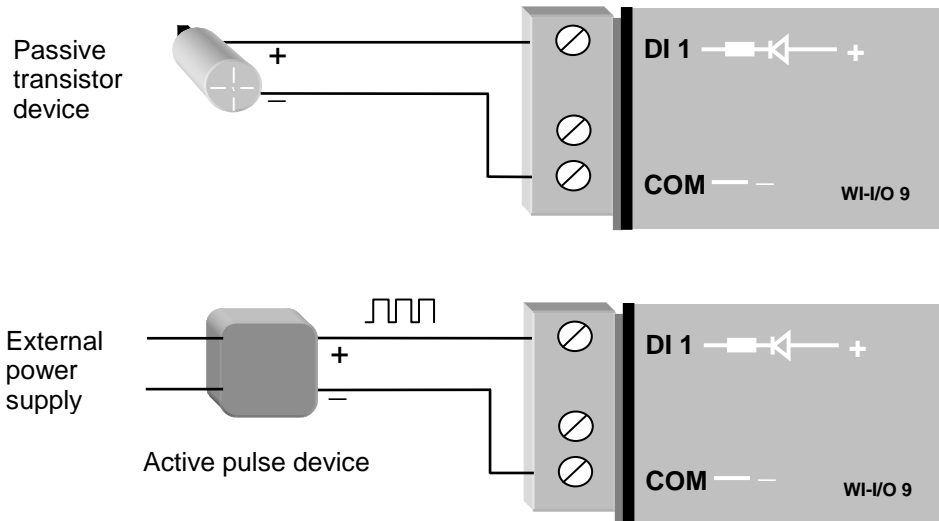 Passive
transistor
device
+
–
DI 1
+
COM
–
WI-I/O 9
External
power
supply
+
–
Active pulse device
DI 1
+
COM
–
WI-I/O 9